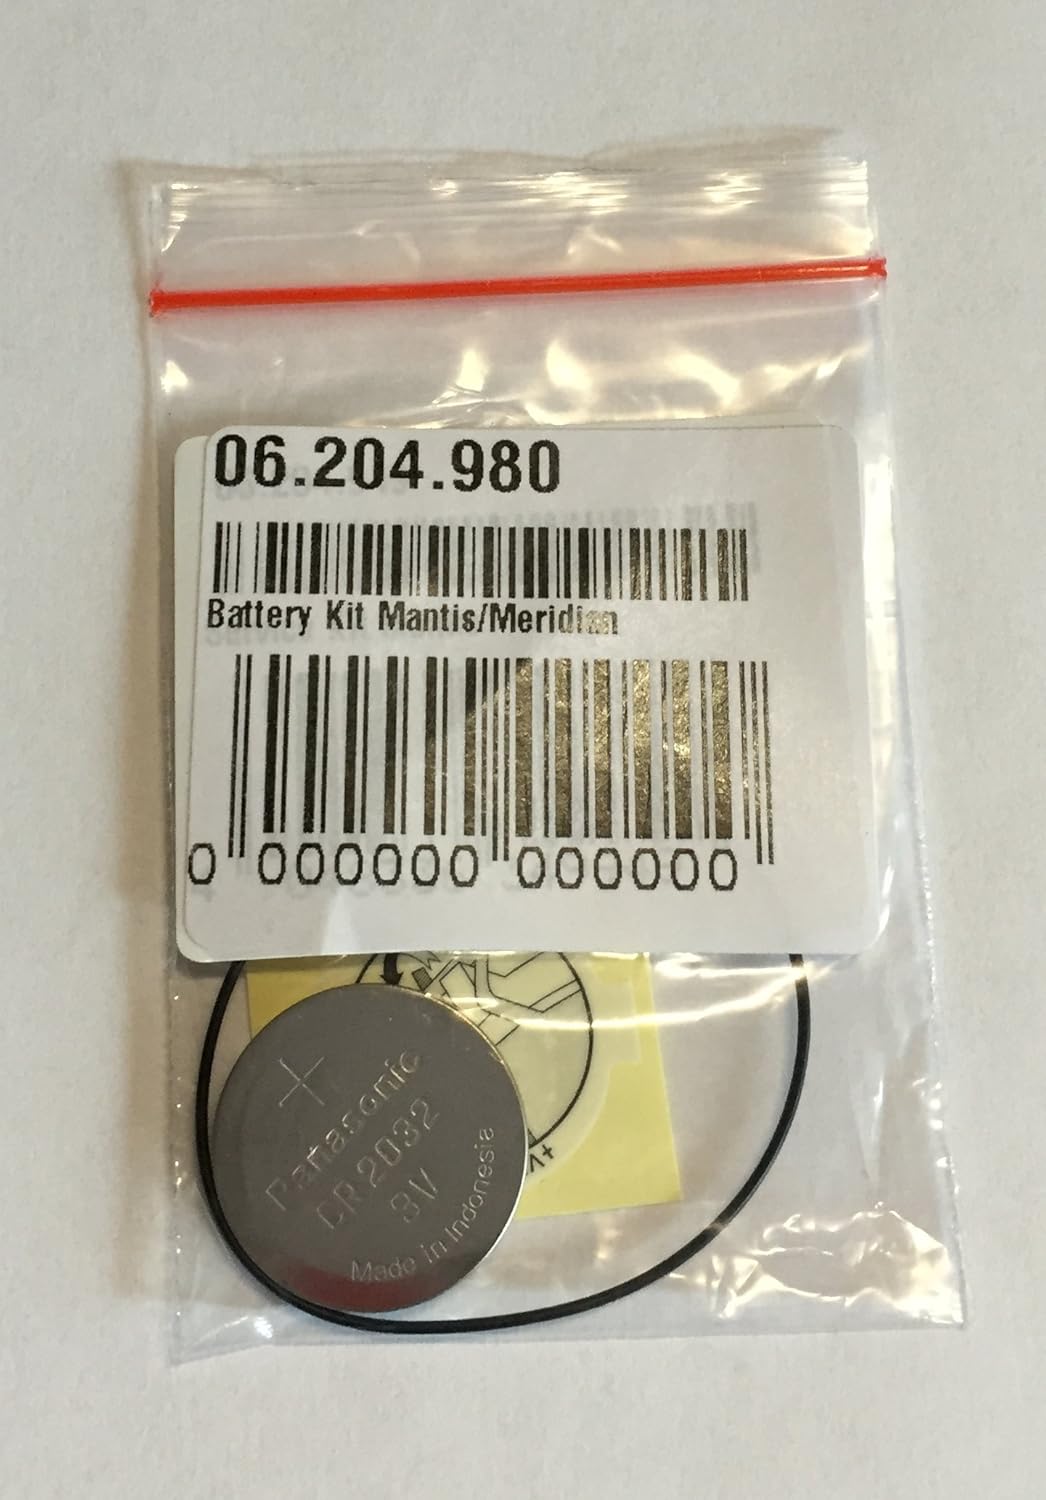 06.204.980
Battery Kit Mantis/Meridian
0 000000 000000
+
Panasonic
CR2032
3V
Made in Indonesia